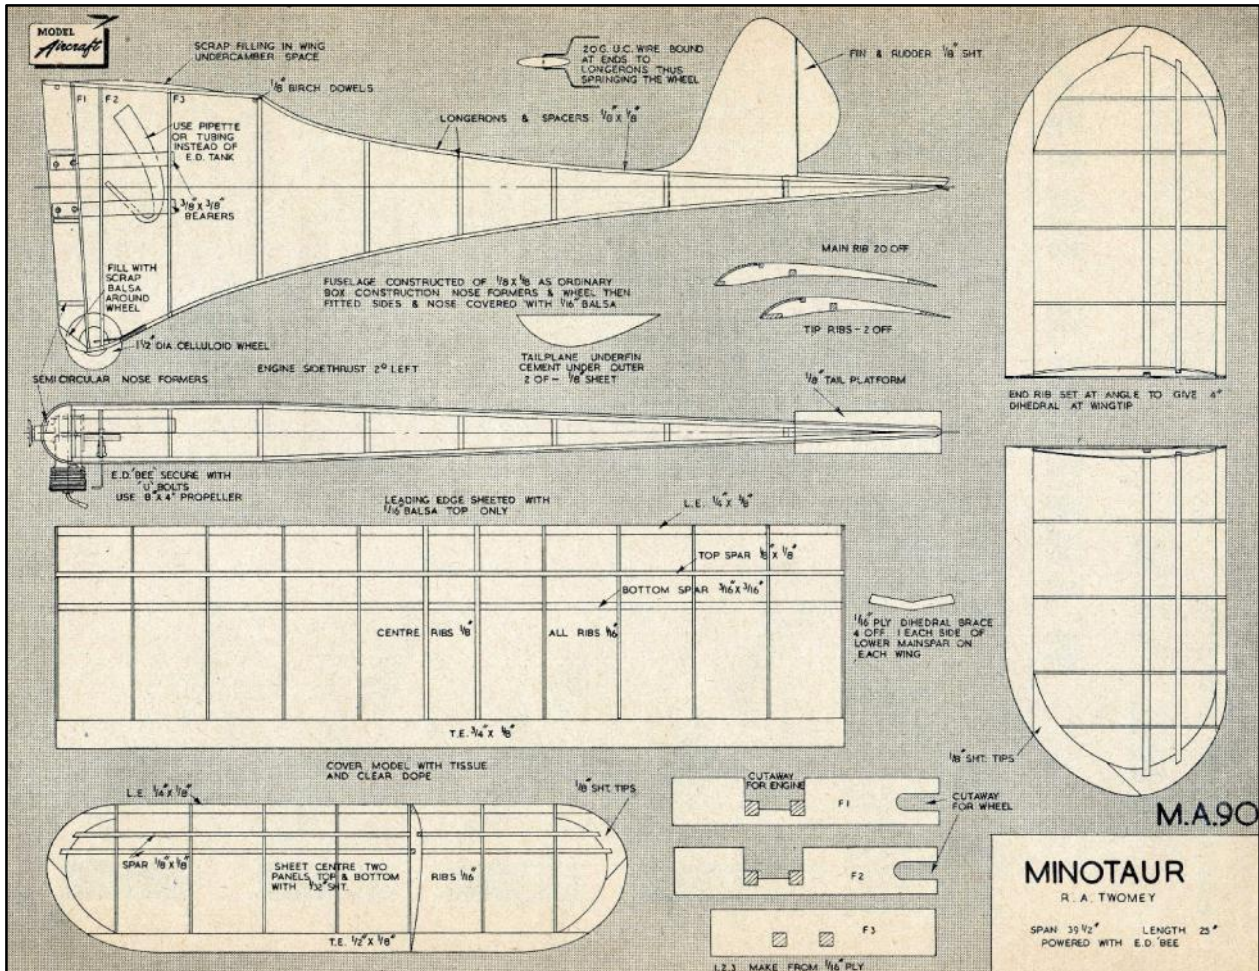 MODEL
Aircraft
SCRAP FILLING IN WING
UNDERCAMBER SPACE
1/8" BIRCH DOWELS
F1
F2
F3
USE PIPETTE
OR TUBING
INSTEAD OF
E.D. TANK
3/8" X 3/8"
BEARERS
FILL WITH
SCRAP
BALSA
AROUND
WHEEL
1 1/2" DIA. CELLULOID WHEEL
SEMI CIRCULAR NOSE FORMERS
20 G. U.C. WIRE BOUND
AT ENDS TO
LONGERONS THUS
SPRINGING THE WHEEL
FIN & RUDDER 1/8" SHT.
LONGERONS & SPACERS 1/8" X 1/8"
FUSELAGE CONSTRUCTED OF 1/8 X 1/8 AS ORDINARY
BOX CONSTRUCTION NOSE FORMERS & WHEEL THEN
FITTED SIDES & NOSE COVERED WITH 1/16" BALSA
MAIN RIB 20 OFF
TIP RIBS - 2 OFF
ENGINE SIDETHRUST 2° LEFT
TAILPLANE UNDERFIN
CEMENT UNDER OUTER
2 OF - 1/8" SHEET
1/8" TAIL PLATFORM
END RIB SET AT ANGLE TO GIVE 4"
DIHEDRAL AT WINGTIP
E.D. 'BEE' SECURE WITH
'U' BOLTS
USE 8" X 4" PROPELLER
LEADING EDGE SHEETED WITH
1/16" BALSA TOP ONLY
L.E. 1/4" X 1/8"
TOP SPAR 1/8 X 1/8"
BOTTOM SPAR 3/16" X 3/16"
CENTRE RIBS 1/8"
ALL RIBS 1/16"
T.E. 3/4" X 1/8"
1/16" PLY DIHEDRAL BRACE
4 OFF 1 EACH SIDE OF
LOWER MAINSPAR ON
EACH WING
1/8" SHT. TIPS
COVER MODEL WITH TISSUE
AND CLEAR DOPE
L.E. 1/4" X 1/8"
1/8" SHT. TIPS
SPAR 1/8" X 1/8"
SHEET CENTRE TWO
PANELS TOP & BOTTOM
WITH 1/32" SHT.
RIBS 1/16"
T.E. 1/2" X 1/8"
CUTAWAY
FOR ENGINE
F1
CUTAWAY
FOR WHEEL
F2
F3
1.2.3 MAKE FROM 1/16" PLY
M.A.90
MINOTAUR
R. A. TWOMEY
SPAN 39 1/2" LENGTH 25"
POWERED WITH E.D. 'BEE'